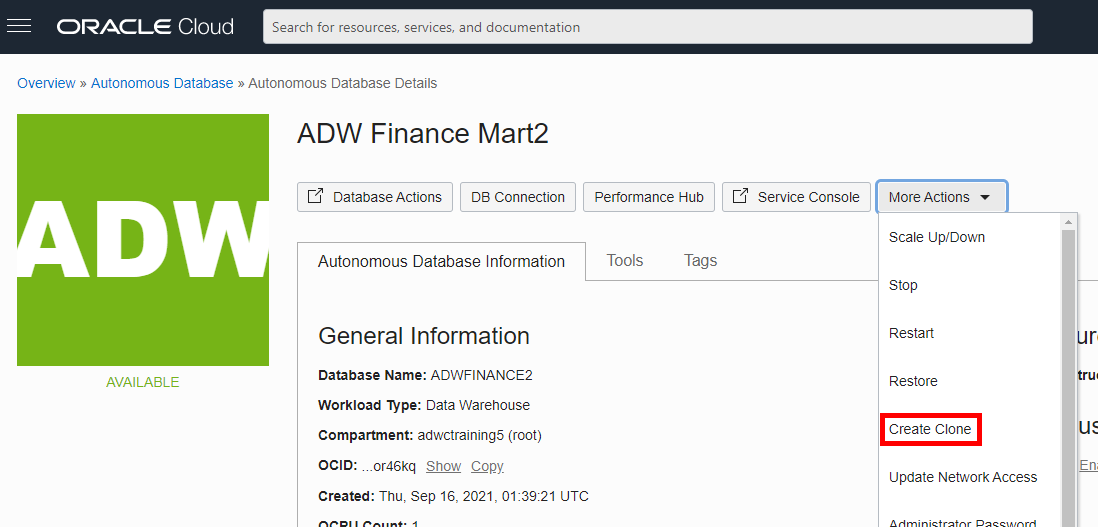 ORACLE Cloud
Search for resources, services, and documentation
Overview » Autonomous Database » Autonomous Database Details
ADW
AVAILABLE
ADW Finance Mart2
Database Actions
DB Connection
Performance Hub
Service Console
More Actions
Scale Up/Down
Stop
Restart
Restore
Create Clone
Update Network Access
Administrator Password
Autonomous Database Information
Tools
Tags
General Information
Database Name: ADWFINANCE2
Workload Type: Data Warehouse
Compartment: adwctraining5 (root)
OCID: ...or46kq Show Copy
Created: Thu, Sep 16, 2021, 01:39:21 UTC
OCPU Count: 1